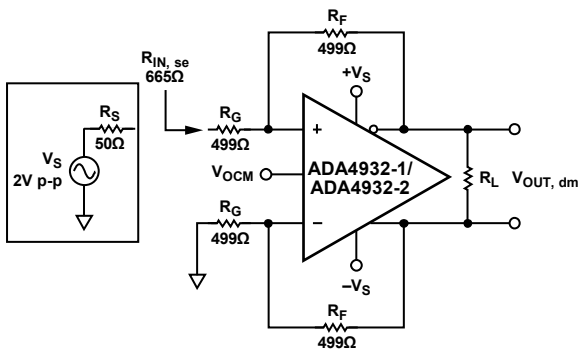 RF
499Ω
RIN, se
665Ω
+VS
RS
50Ω
RG
499Ω
VS
2V p-p
+
VOCM
ADA4932-1/
ADA4932-2
RL
VOUT, dm
RG
499Ω
–
–VS
RF
499Ω